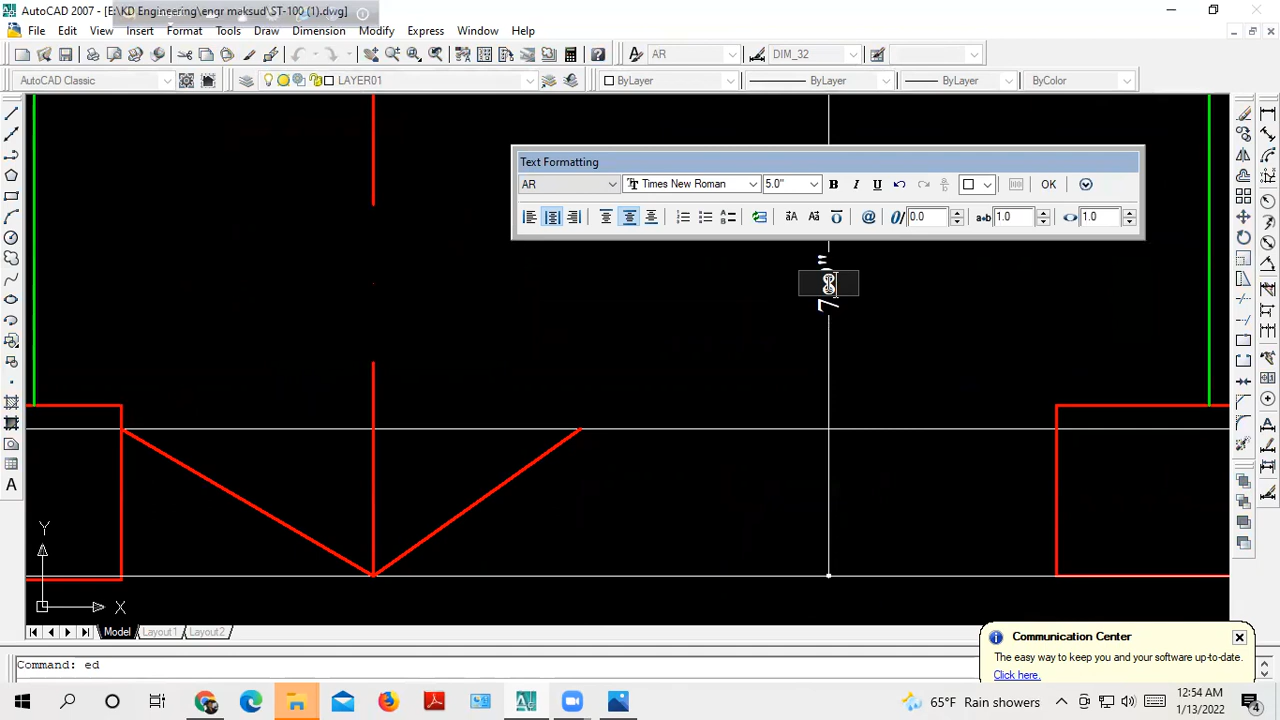 AutoCAD 2007 - [E:\KD Engineering\engr maksud\ST-100 (1).dwg]
File Edit View Insert Format Tools Draw Dimension Modify Express Window Help
AR DIM_32
AutoCAD Classic LAYER01 ByLayer ByLayer ByLayer ByColor
Text Formatting
AR Times New Roman 5.0" B I U OK
@ 0/ 0.0 a+b 1.0 1.0
8
7
Y
X
A
Model Layout1 Layout2
Communication Center
The easy way to keep you and your software up-to-date.
Click here.
Command: ed
65°F Rain showers
12:54 AM
1/13/2022
4